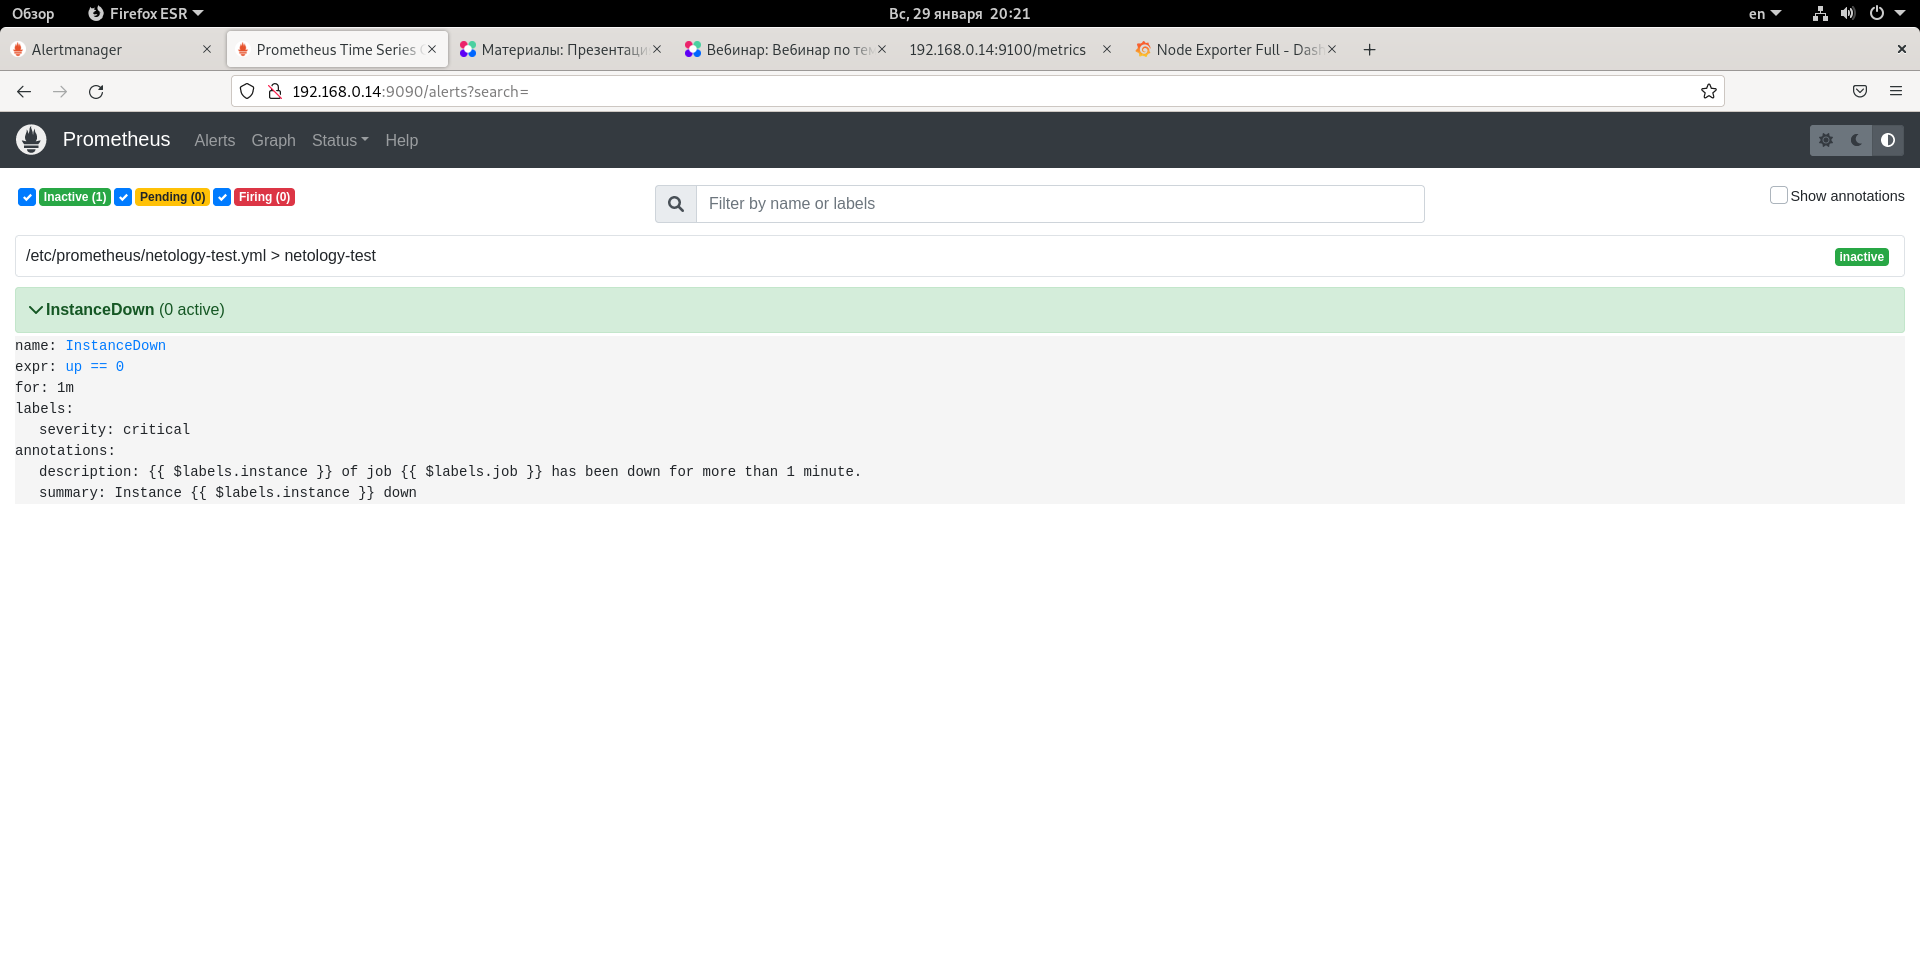 Обзор Firefox ESR Вс, 29 января 20:21 en
Alertmanager Prometheus Time Series Материалы: Презентаци Вебинар: Вебинар по 192.168.0.14:9100/metrics Node Exporter Full - Dash
192.168.0.14:9090/alerts?search=
Prometheus Alerts Graph Status Help
Inactive (1) Pending (0) Firing (0) Filter by name or labels Show annotations
/etc/prometheus/netology-test.yml > netology-test inactive
InstanceDown (0 active)
name: InstanceDown
expr: up == 0
for: 1m
labels:
severity: critical
annotations:
description: {{ $labels.instance }} of job {{ $labels.job }} has been down for more than 1 minute.
summary: Instance {{ $labels.instance }} down